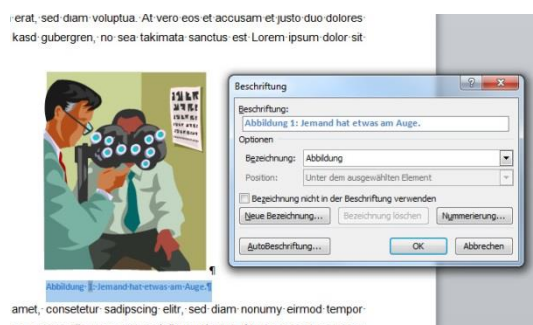 erat, sed diam voluptua. At vero eos et accusam et justo duo dolores
kasd gubergren, no sea takimata sanctus est Lorem ipsum dolor sit
Beschriftung
Beschriftung:
Abbildung 1: Jemand hat etwas am Auge.
Optionen
Bezeichnung: Abbildung
Position: Unter dem ausgewählten Element
Bezeichnung nicht in der Beschriftung verwenden
Neue Bezeichnung... Bezeichnung löschen Nummerierung...
AutoBeschriftung... OK Abbrechen
Abbildung 1: Jemand hat etwas am Auge.¶
amet, consetetur sadipscing elitr, sed diam nonumy eirmod tempor